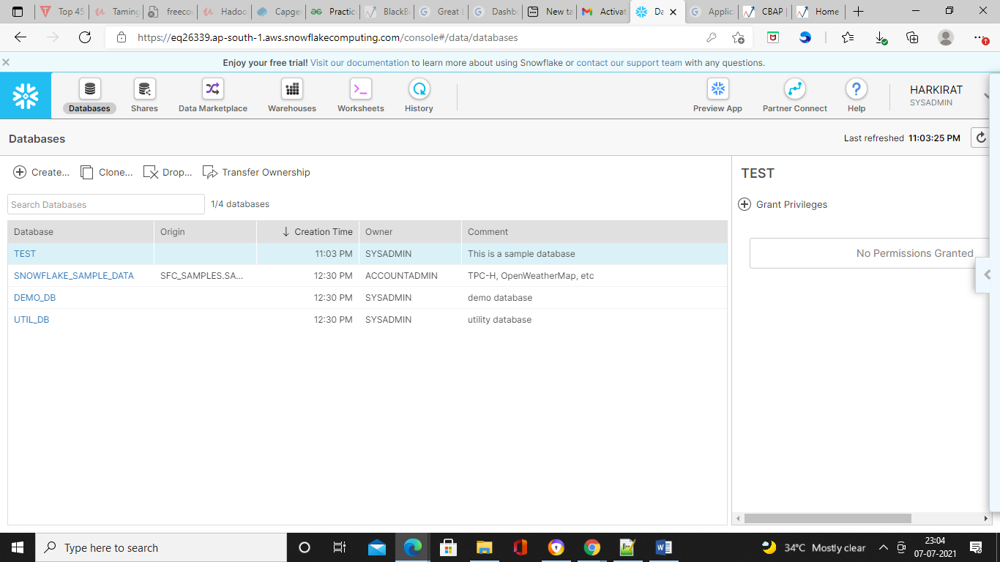 Top 45
Taming
freecou
Hadoo
Capge
Practic
BlackB
Great L
Dashbo
New ta
Activat
Da
Applic
CBAP
Home
https://eq26339.ap-south-1.aws.snowflakecomputing.com/console#/data/databases
Enjoy your free trial! Visit our documentation to learn more about using Snowflake or contact our support team with any questions.
Databases
Shares
Data Marketplace
Warehouses
Worksheets
History
Preview App
Partner Connect
Help
HARKIRAT
SYSADMIN
Databases
Last refreshed 11:03:25 PM
Create... Clone... Drop... Transfer Ownership
TEST
Search Databases
1/4 databases
Grant Privileges
Database Origin Creation Time Owner Comment
TEST 11:03 PM SYSADMIN This is a sample database
No Permissions Granted
SNOWFLAKE_SAMPLE_DATA SFC_SAMPLES.SA... 12:30 PM ACCOUNTADMIN TPC-H, OpenWeatherMap, etc
DEMO_DB 12:30 PM SYSADMIN demo database
UTIL_DB 12:30 PM SYSADMIN utility database
Type here to search
34°C Mostly clear
23:04
07-07-2021